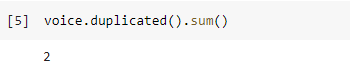 [5] voice.duplicated().sum()
2